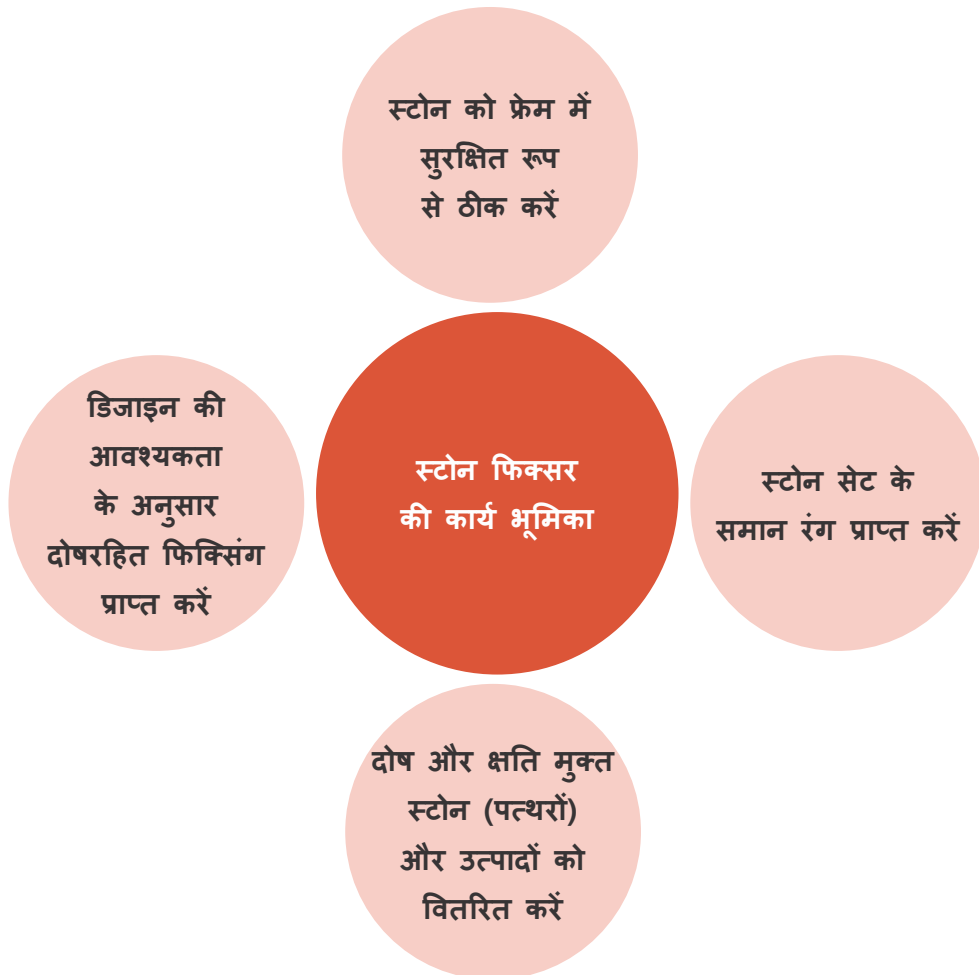 स्टोन को फ्रेम में
सुरक्षित रूप
से ठीक करें
डिजाइन की
आवश्यकता
के अनुसार
दोषरहित फिक्सिंग
प्राप्त करें
स्टोन फिक्सर
की कार्य भूमिका
स्टोन सेट के
समान रंग प्राप्त करें
दोष और क्षति मुक्त
स्टोन (पत्थरों)
और उत्पादों को
वितरित करें